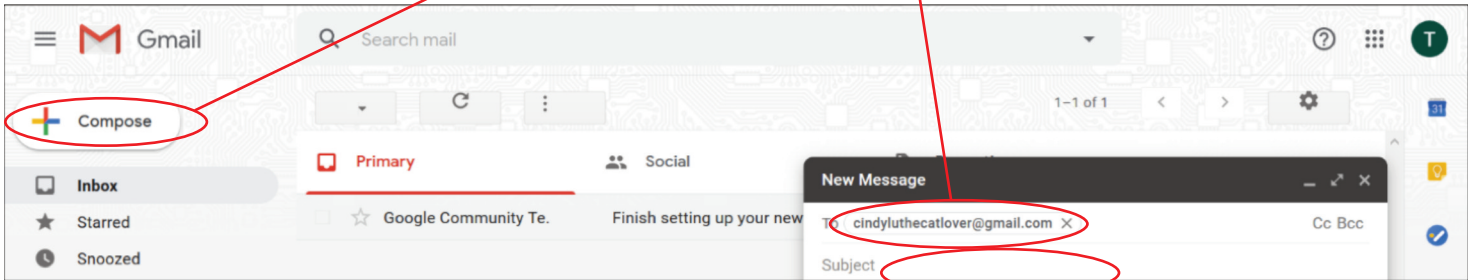 Gmail
Search mail
T
Compose
1–1 of 1
31
Primary
Social
Inbox
New Message
Starred
Google Community Te.
Finish setting up your new
To
cindyluthecatlover@gmail.com
Cc Bcc
Snoozed
Subject